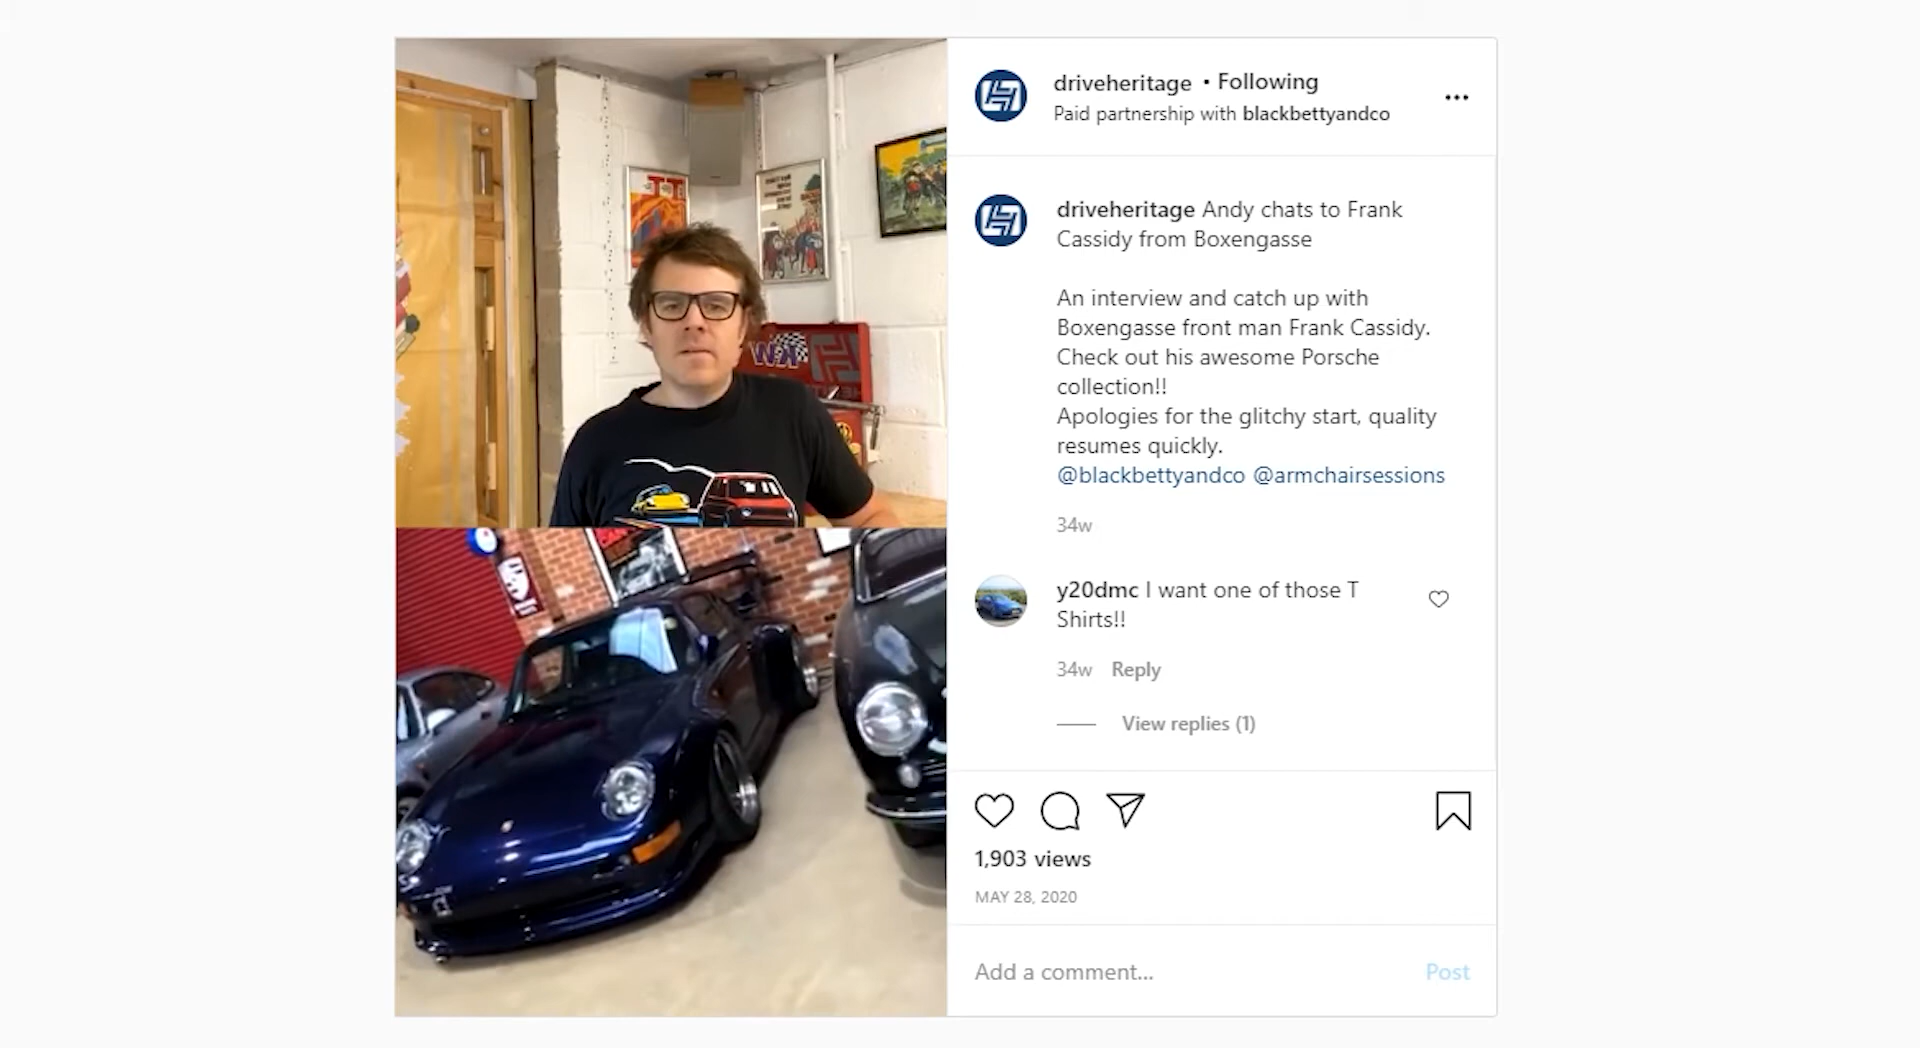 TT
KW
driveheritage • Following
Paid partnership with blackbettyandco
driveheritage Andy chats to Frank
Cassidy from Boxengasse
An interview and catch up with
Boxengasse front man Frank Cassidy.
Check out his awesome Porsche
collection!!
Apologies for the glitchy start, quality
resumes quickly.
@blackbettyandco @armchairsessions
34w
y20dmc I want one of those T
Shirts!!
34w Reply
View replies (1)
1,903 views
MAY 28, 2020
Add a comment... Post